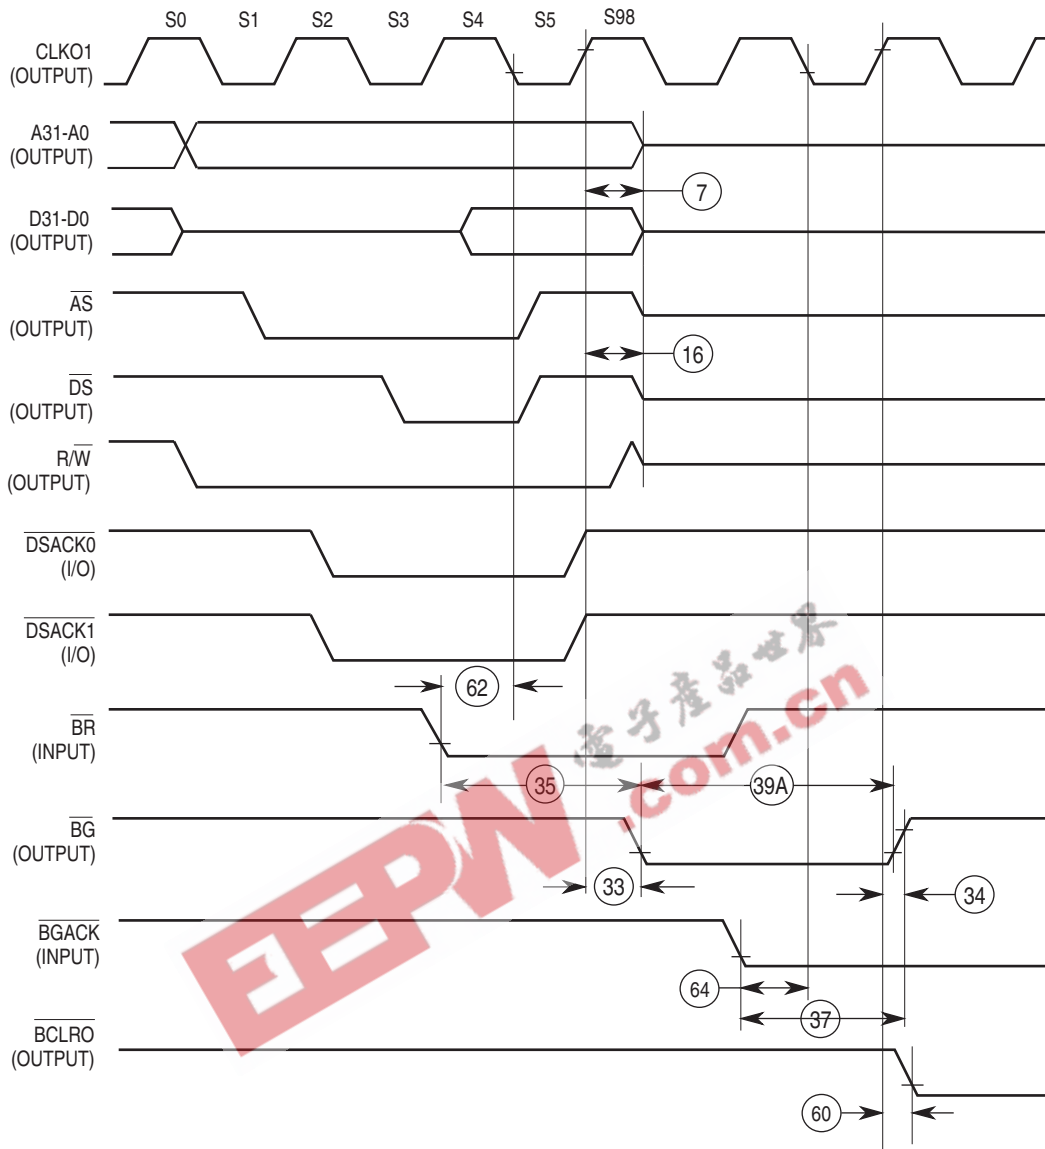 S0 S1 S2 S3 S4 S5 S98
CLKO1
(OUTPUT)
A31-A0
(OUTPUT)
7
D31-D0
(OUTPUT)
AS
(OUTPUT)
16
DS
(OUTPUT)
R/W
(OUTPUT)
DSACK0
(I/O)
DSACK1
(I/O)
62
BR
(INPUT)
35
39A
BG
(OUTPUT)
33
34
BGACK
(INPUT)
64
37
BCLRO
(OUTPUT)
60
EEPW
電子產品世界
.com.cn